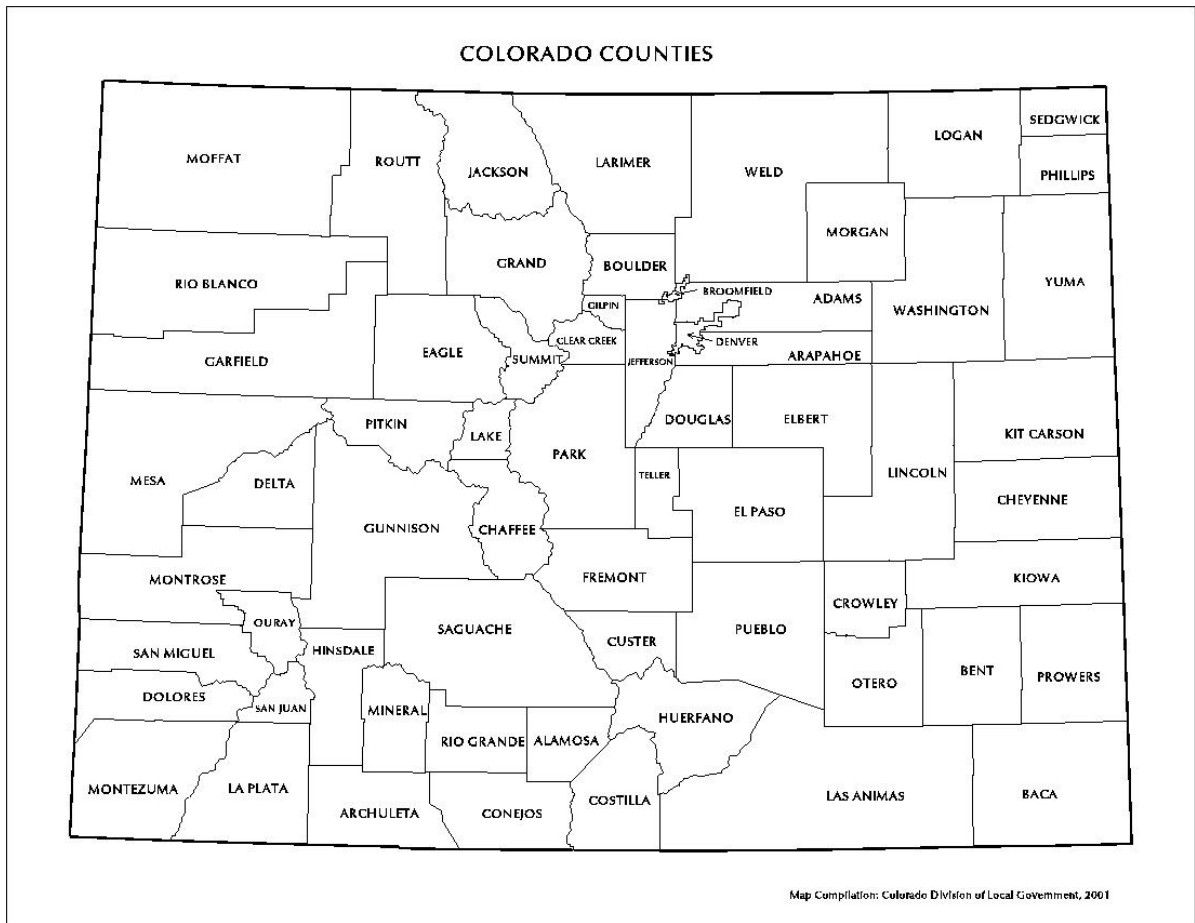 COLORADO COUNTIES
SEDGWICK
LOGAN
MOFFAT
ROUTT
LARIMER
JACKSON
WELD
PHILLIPS
MORGAN
GRAND
BOULDER
RIO BLANCO
YUMA
BROOMFIELD
ADAMS
GILPIN
WASHINGTON
CLEAR CREEK
DENVER
EAGLE
SUMMIT
JEFFERSON
ARAPAHOE
GARFIELD
PITKIN
DOUGLAS
ELBERT
LAKE
KIT CARSON
PARK
MESA
DELTA
TELLER
LINCOLN
CHEYENNE
EL PASO
GUNNISON
CHAFFEE
MONTROSE
FREMONT
KIOWA
CROWLEY
OURAY
SAGUACHE
PUEBLO
CUSTER
HINSDALE
SAN MIGUEL
BENT
PROWERS
OTERO
DOLORES
SAN JUAN
MINERAL
HUERFANO
RIO GRANDE
ALAMOSA
MONTEZUMA
LA PLATA
BACA
LAS ANIMAS
COSTILLA
ARCHULETA
CONEJOS
Map Compilation: Colorado Division of Local Government, 2001